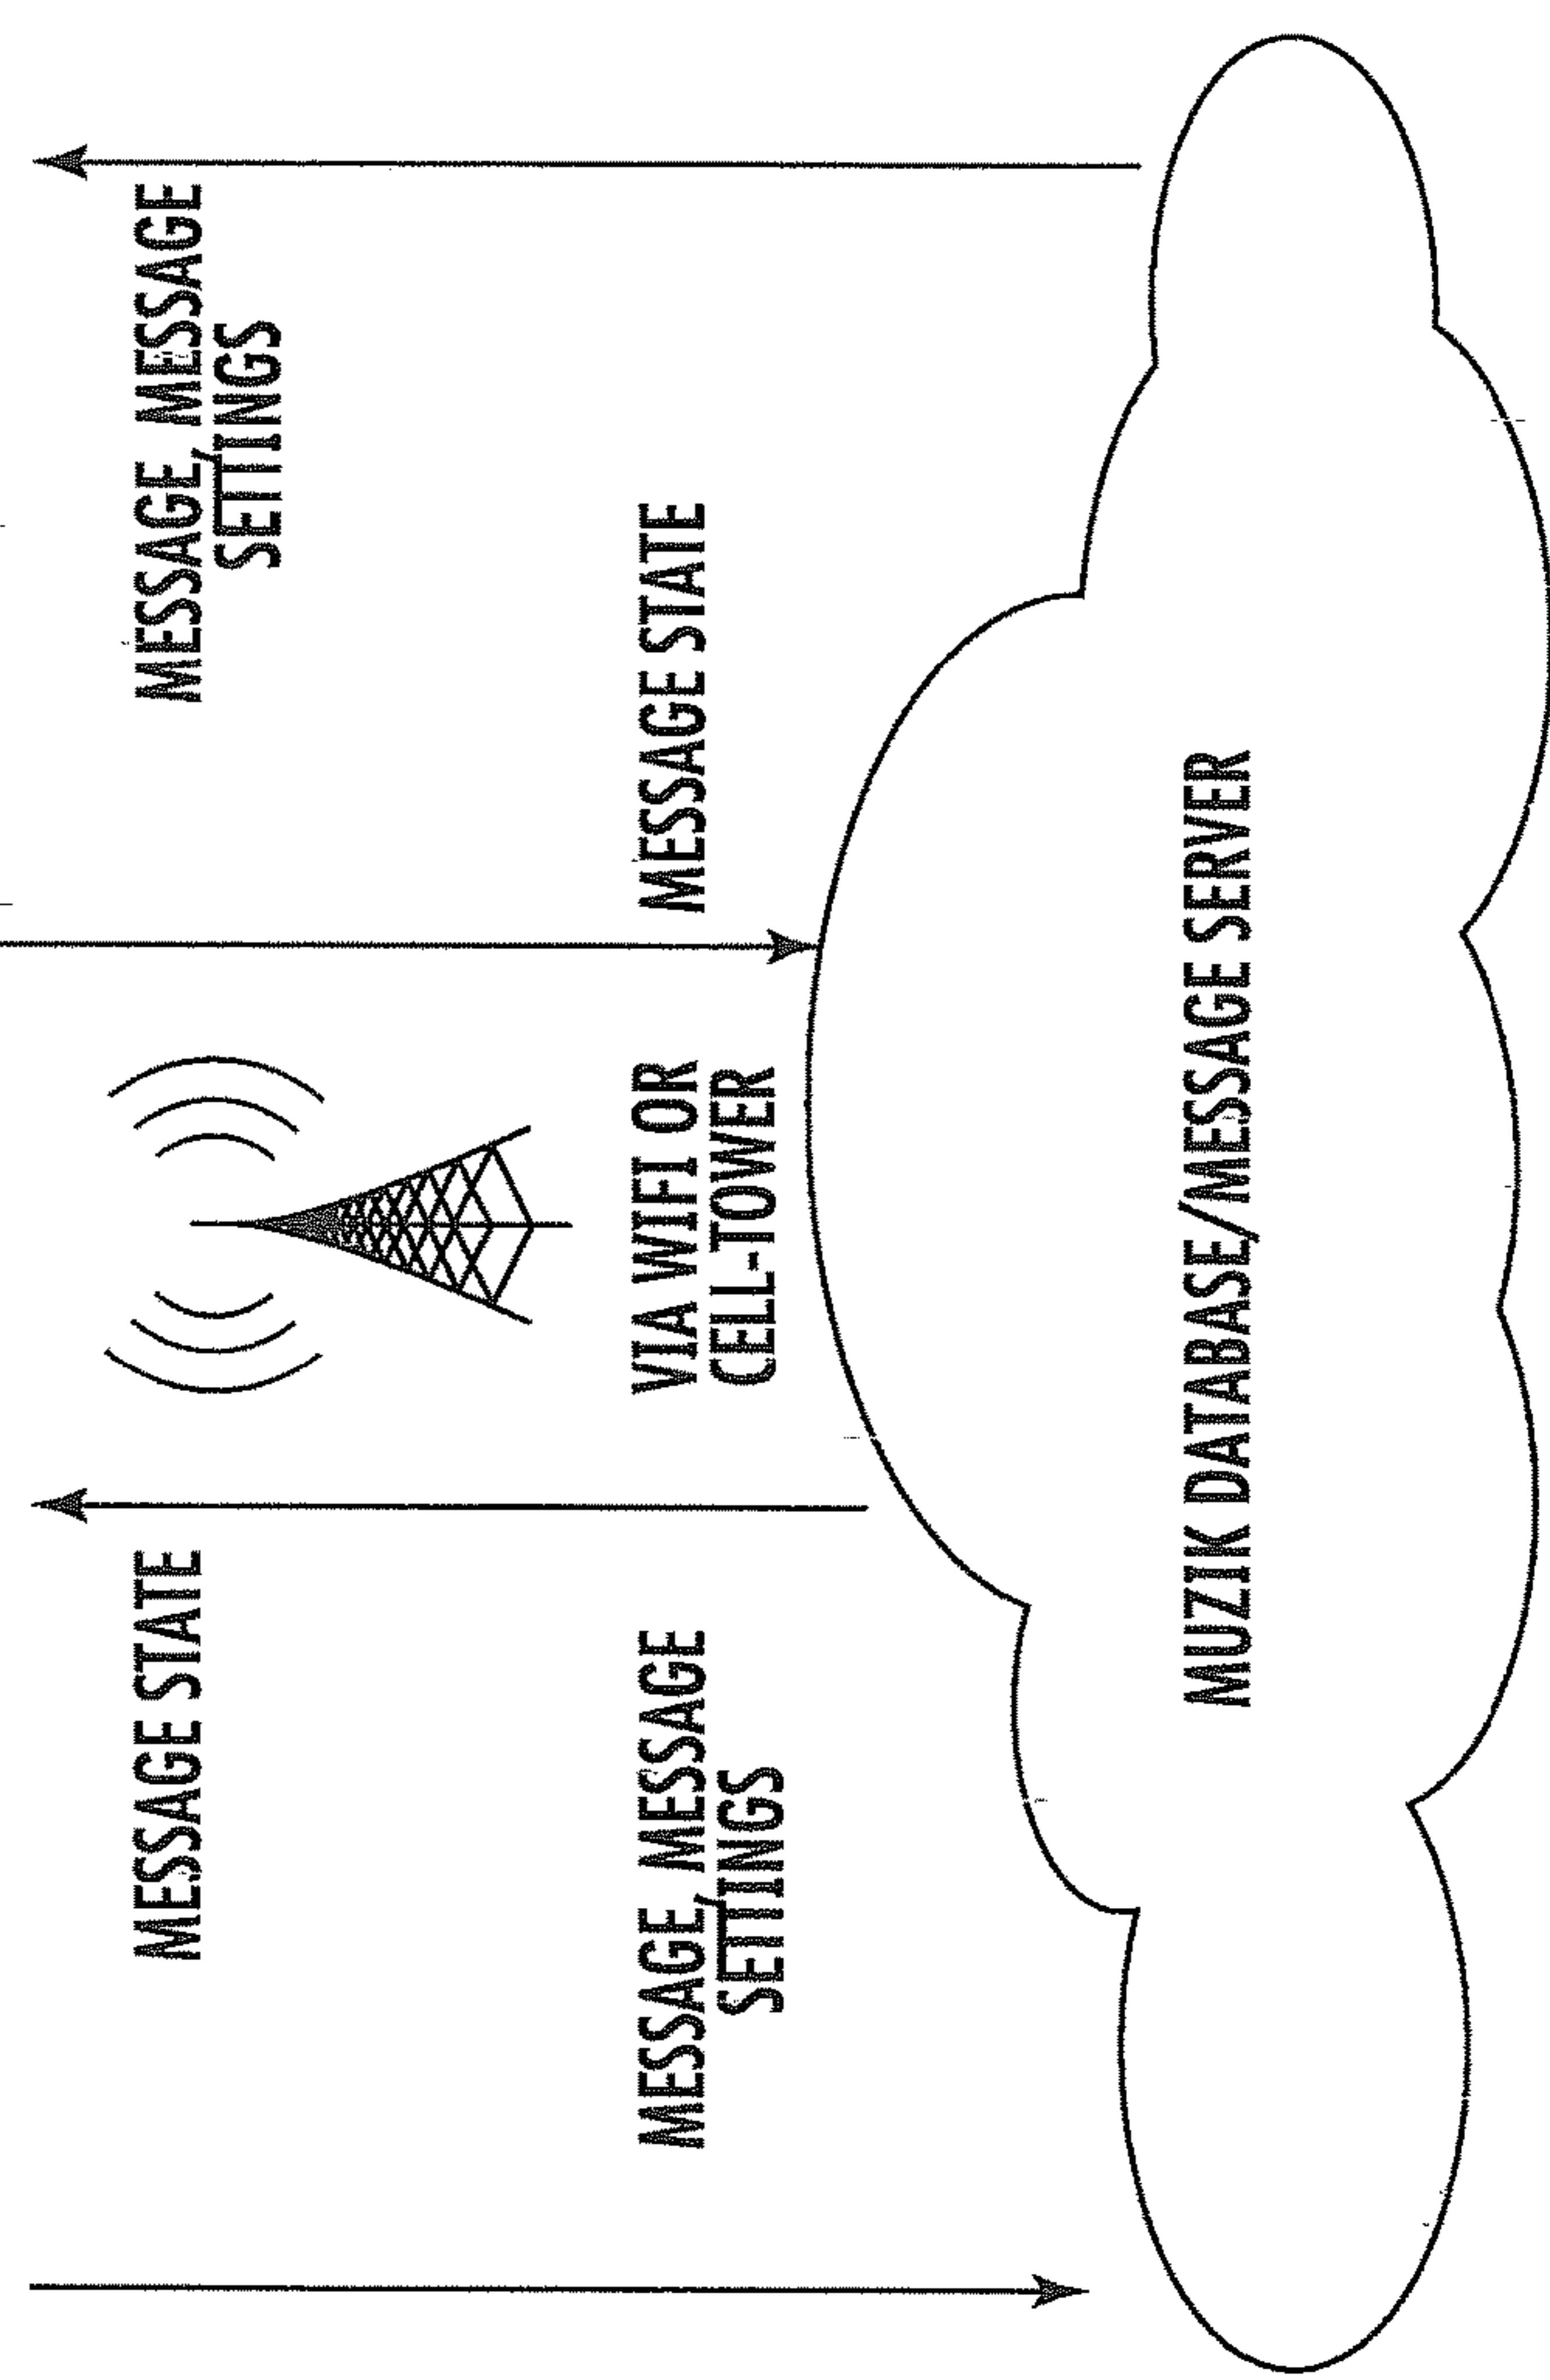 MESSAGE STATE
MESSAGE, MESSAGE
SETTINGS
MESSAGE, MESSAGE
SETTINGS
VIA WIFI OR
CELL-TOWER
MESSAGE STATE
MUZIK DATABASE/MESSAGE SERVER